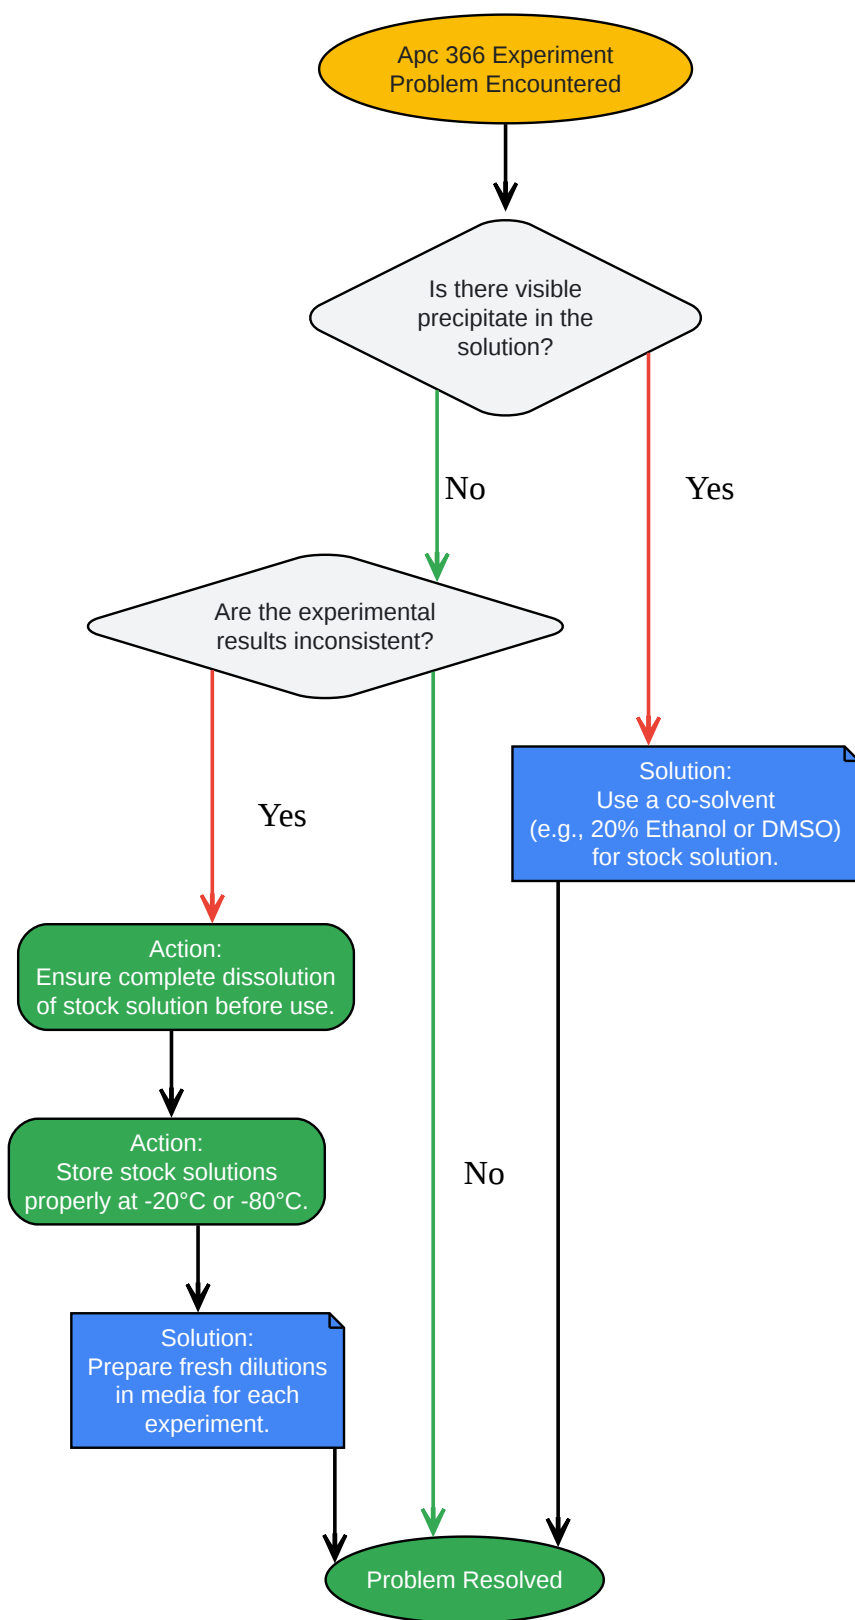 Apc 366 Experiment
Problem Encountered
Is there visible
precipitate in the
solution?
No
Yes
Are the experimental
results inconsistent?
Solution:
Use a co-solvent
(e.g., 20% Ethanol or DMSO)
for stock solution.
Yes
Action:
Ensure complete dissolution
of stock solution before use.
Action:
Store stock solutions
properly at -20°C or -80°C.
No
Solution:
Prepare fresh dilutions
in media for each
experiment.
Problem Resolved